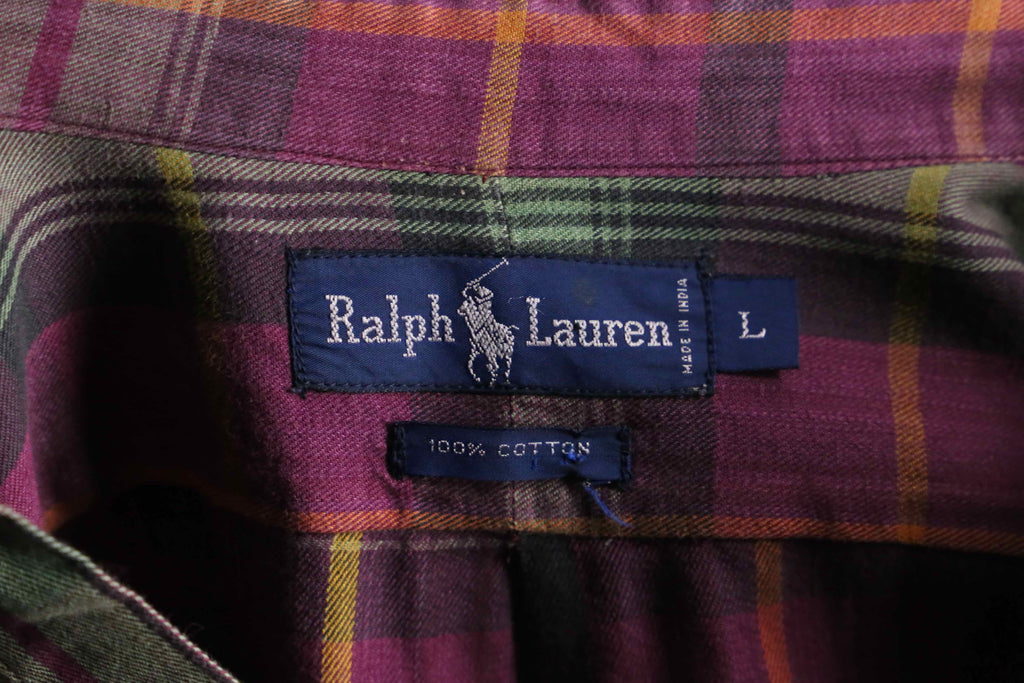 Ralph Lauren
MADE IN INDIA
L
100% COTTON